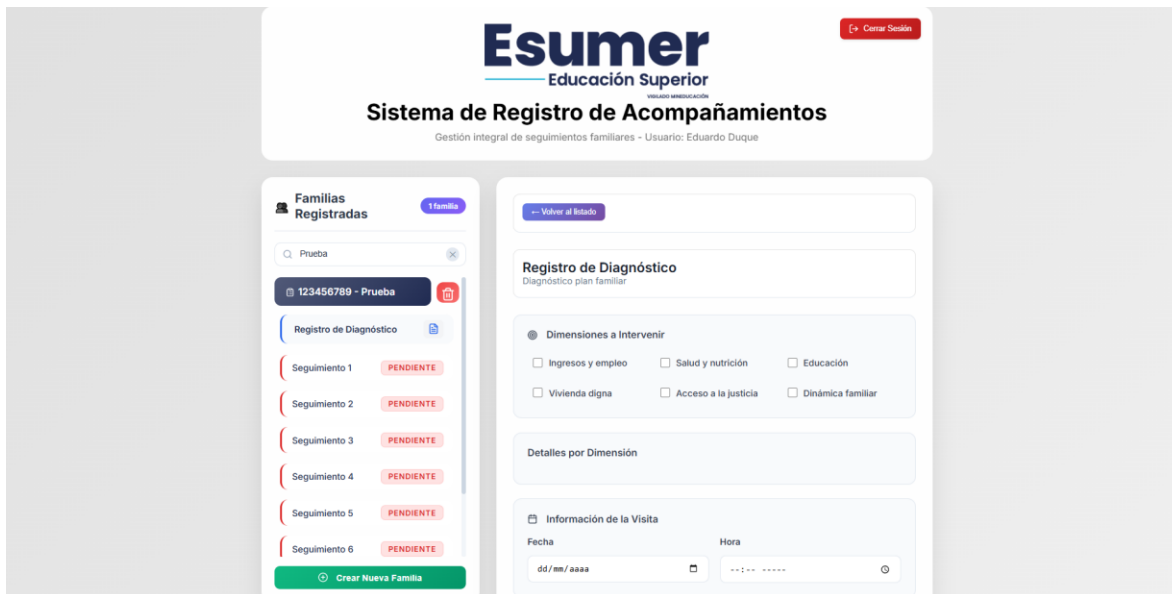 Esumer
Educación Superior
VIGILADO MINEDUCACIÓN
Cerrar Sesión
Sistema de Registro de Acompañamientos
Gestión integral de seguimientos familiares - Usuario: Eduardo Duque
Familias
Registradas
1 familia
Prueba
123456789 - Prueba
Registro de Diagnóstico
Seguimiento 1 PENDIENTE
Seguimiento 2 PENDIENTE
Seguimiento 3 PENDIENTE
Seguimiento 4 PENDIENTE
Seguimiento 5 PENDIENTE
Seguimiento 6 PENDIENTE
Crear Nueva Familia
← Volver al listado
Registro de Diagnóstico
Diagnóstico plan familiar
Dimensiones a Intervenir
Ingresos y empleo Salud y nutrición Educación
Vivienda digna Acceso a la justicia Dinámica familiar
Detalles por Dimensión
Información de la Visita
Fecha Hora
dd/mm/aaaa --:-- -----